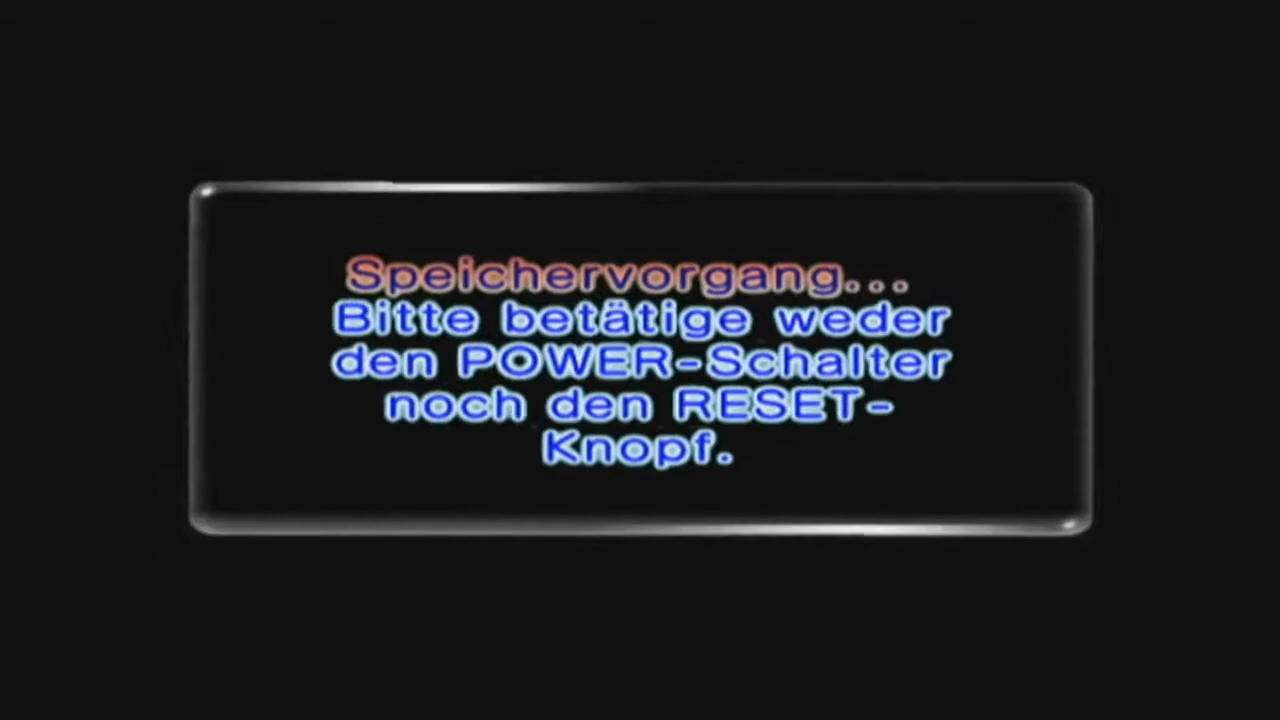 Speichervorgang...
Bitte betätige weder
den POWER-Schalter
noch den RESET-
Knopf.